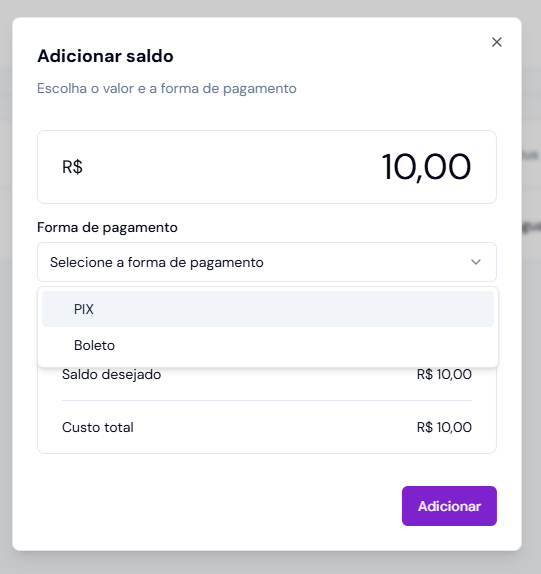 Adicionar saldo
Escolha o valor e a forma de pagamento
R$ 10,00
Forma de pagamento
Selecione a forma de pagamento
PIX
Boleto
Saldo desejado R$ 10,00
Custo total R$ 10,00
Adicionar